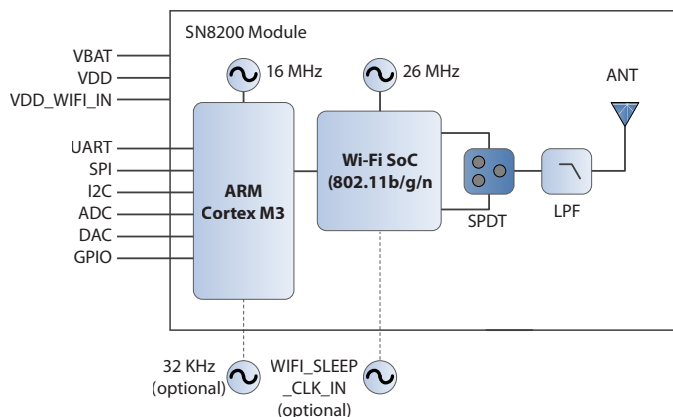 SN8200 Module
VBAT
VDD
VDD_WIFI_IN
16 MHz
26 MHz
ANT
UART
SPI
I2C
ADC
DAC
GPIO
ARM
Cortex M3
Wi-Fi SoC
(802.11b/g/n
SPDT
LPF
32 KHz
(optional)
WIFI_SLEEP
_CLK_IN
(optional)